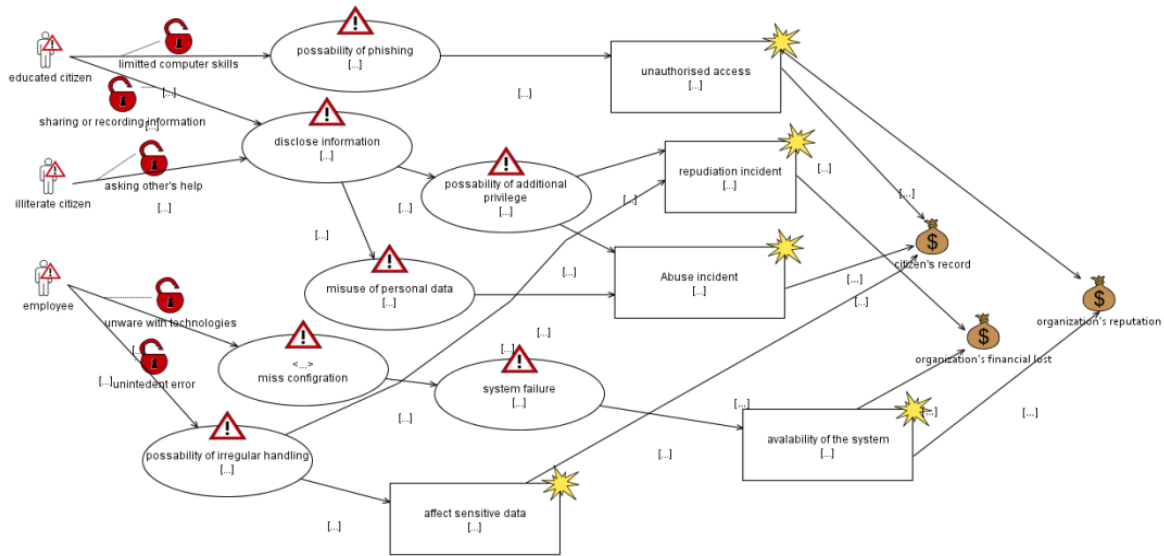 possability of phishing
[...]
limitted computer skills
educated citizen
unauthorised access
[...]
[...]
[...]
sharing or recording information
[...]
disclose information
[...]
asking other's help
illiterate citizen
[...]
possability of additional
privilege
[...]
[...]
repudiation incident
[...]
[...]
[...]
[...]
[...]
citizen's record
employee
misuse of personal data
[...]
[...]
Abuse incident
[...]
[...]
[...]
organization's reputation
unware with technologies
[...]
[...]
[...]
organization's financial lost
<...>
miss configration
system failure
[...]
unintedent error
[...]
[...]
[...]
[...]
[...]
avalability of the system
[...]
possability of irregular handling
[...]
[...]
affect sensitive data
[...]
[...]